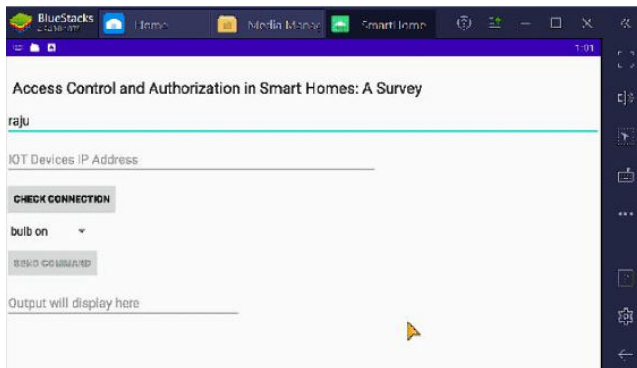 BlueStacks
Home
Media Manag
SmartHome
1:01
Access Control and Authorization in Smart Homes: A Survey
raju
IOT Devices IP Address
CHECK CONNECTION
bulb on
SEND COMMAND
Output will display here